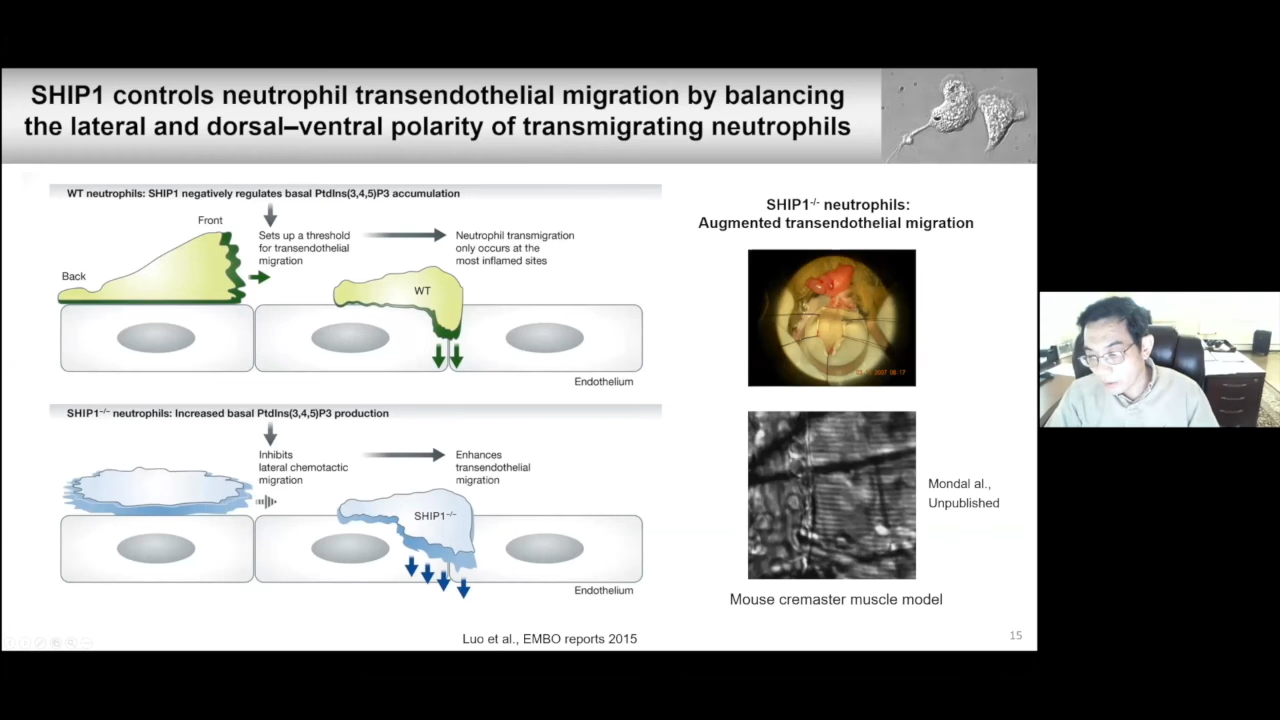 SHIP1 controls neutrophil transendothelial migration by balancing
the lateral and dorsal–ventral polarity of transmigrating neutrophils
WT neutrophils: SHIP1 negatively regulates basal PtdIns(3,4,5)P3 accumulation
Front
Back
Sets up a threshold
for transendothelial
migration
Neutrophil transmigration
only occurs at the
most inflamed sites
WT
Endothelium
SHIP1⁻/⁻ neutrophils: Increased basal PtdIns(3,4,5)P3 production
Inhibits
lateral chemotactic
migration
Enhances
transendothelial
migration
SHIP1⁻/⁻
Endothelium
Luo et al., EMBO reports 2015
SHIP1⁻/⁻ neutrophils:
Augmented transendothelial migration
2007 08:17
Mondal al.,
Unpublished
Mouse cremaster muscle model
15